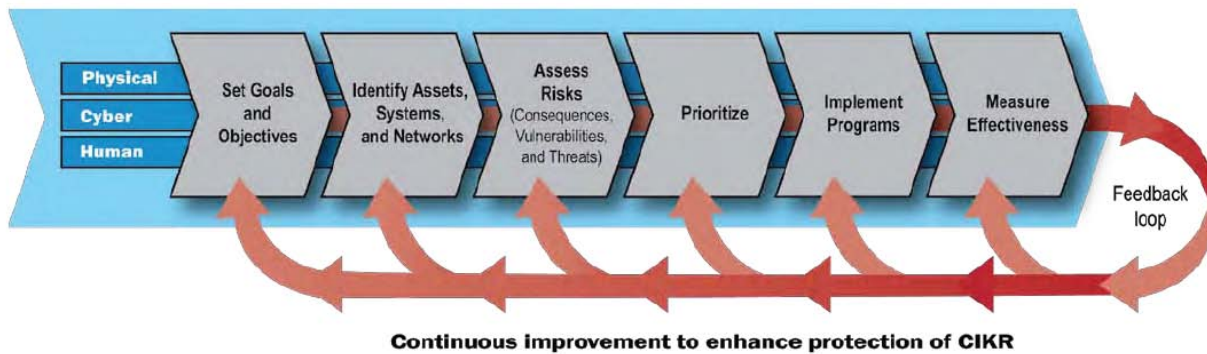 Physical
Cyber
Human
Set Goals
and
Objectives
Identify Assets,
Systems,
and Networks
Assess
Risks
(Consequences,
Vulnerabilities,
and Threats)
Prioritize
Implement
Programs
Measure
Effectiveness
Feedback
loop
Continuous improvement to enhance protection of CIKR